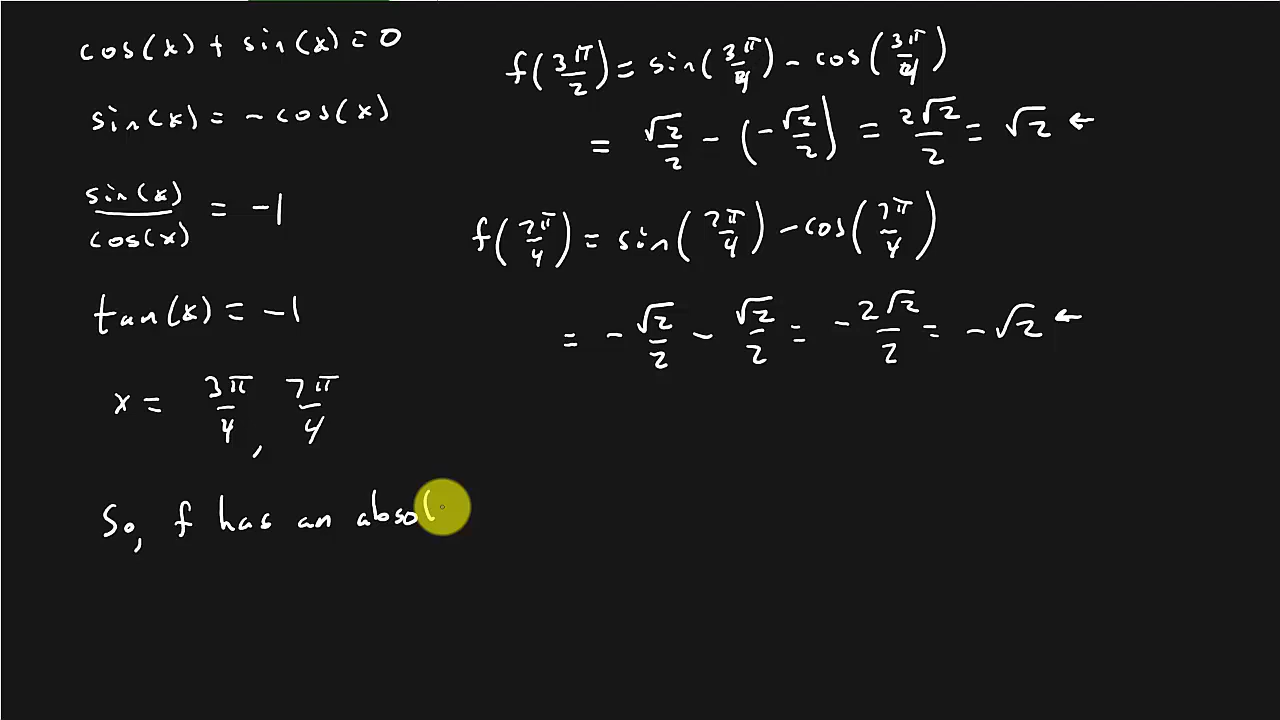 cos(x) + sin(x) = 0
sin(x) = -cos(x)
sin(x)/cos(x) = -1
tan(x) = -1
x = 3π/4, 7π/4
So, f has an absol
f(3π/2) = sin(3π/4) - cos(3π/4)
= √2/2 - (-√2/2) = 2√2/2 = √2 ←
f(7π/4) = sin(7π/4) - cos(7π/4)
= -√2/2 - √2/2 = -2√2/2 = -√2 ←